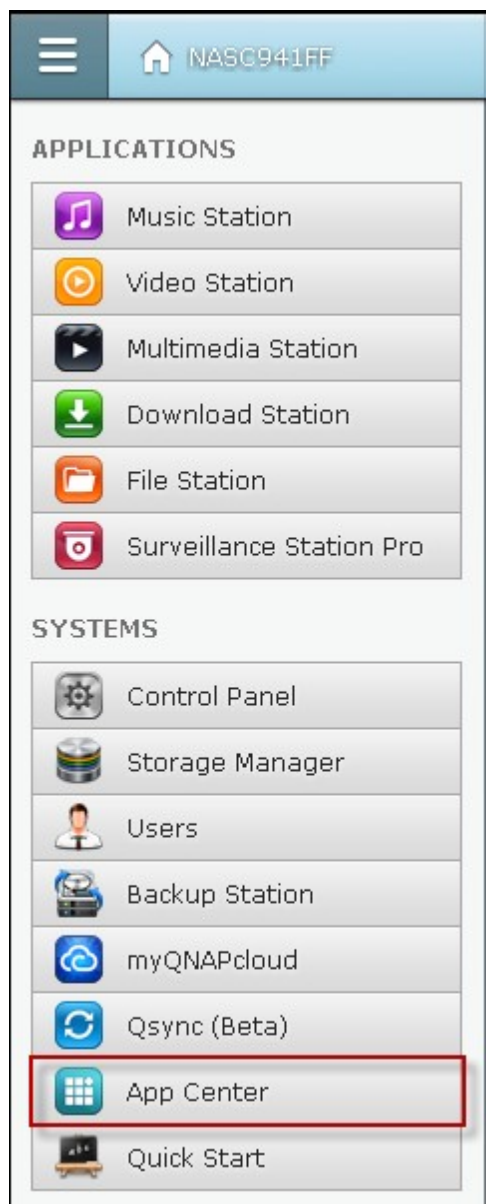 NASC941FF
APPLICATIONS
Music Station
Video Station
Multimedia Station
Download Station
File Station
Surveillance Station Pro
SYSTEMS
Control Panel
Storage Manager
Users
Backup Station
myQNAPcloud
Qsync (Beta)
App Center
Quick Start